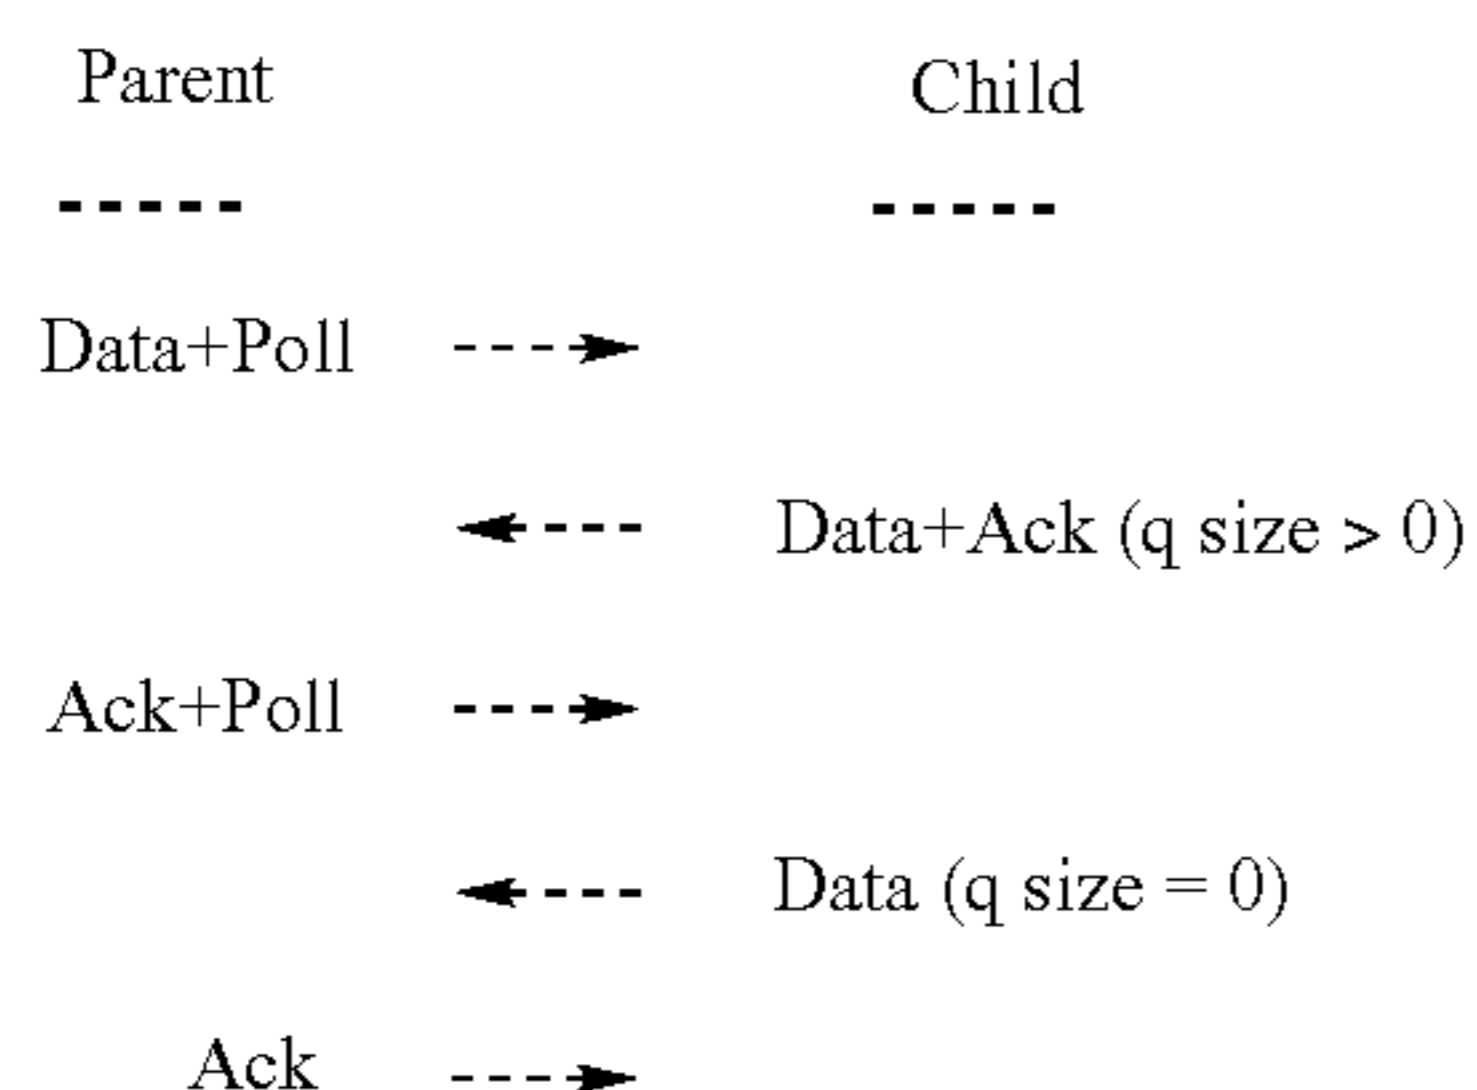 Parent Child
Data+Poll
Data+Ack (q size > 0)
Ack+Poll
Data (q size = 0)
Ack